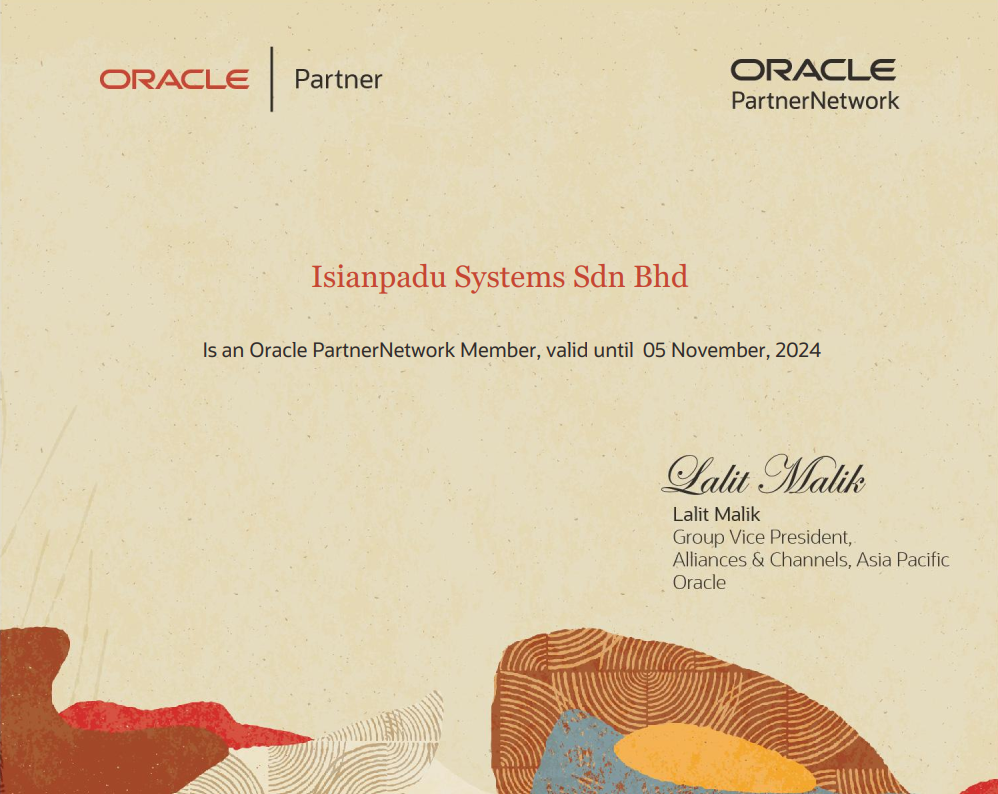 ORACLE | Partner
ORACLE
PartnerNetwork
Isianpadu Systems Sdn Bhd
Is an Oracle PartnerNetwork Member, valid until 05 November, 2024
Lalit Malik
Lalit Malik
Group Vice President,
Alliances & Channels, Asia Pacific
Oracle